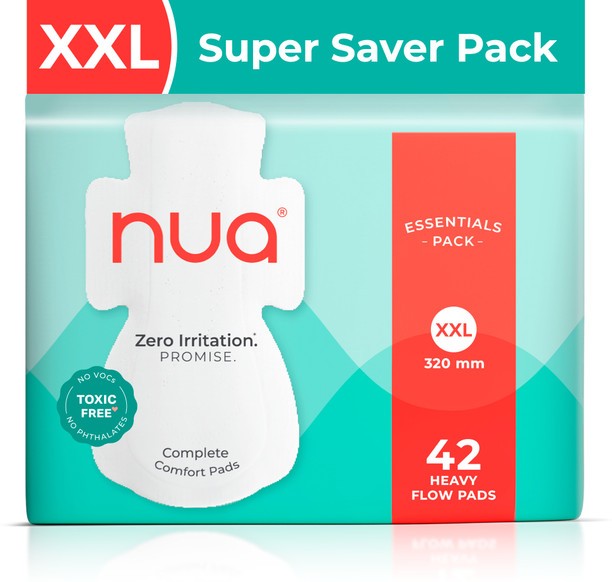 XXL Super Saver Pack
nua®
ESSENTIALS
- PACK -
XXL
320 mm
Zero Irritation.*
PROMISE.
NO VOCs
TOXIC
FREE
NO PHTHALATES
Complete
Comfort Pads
42
HEAVY
FLOW PADS